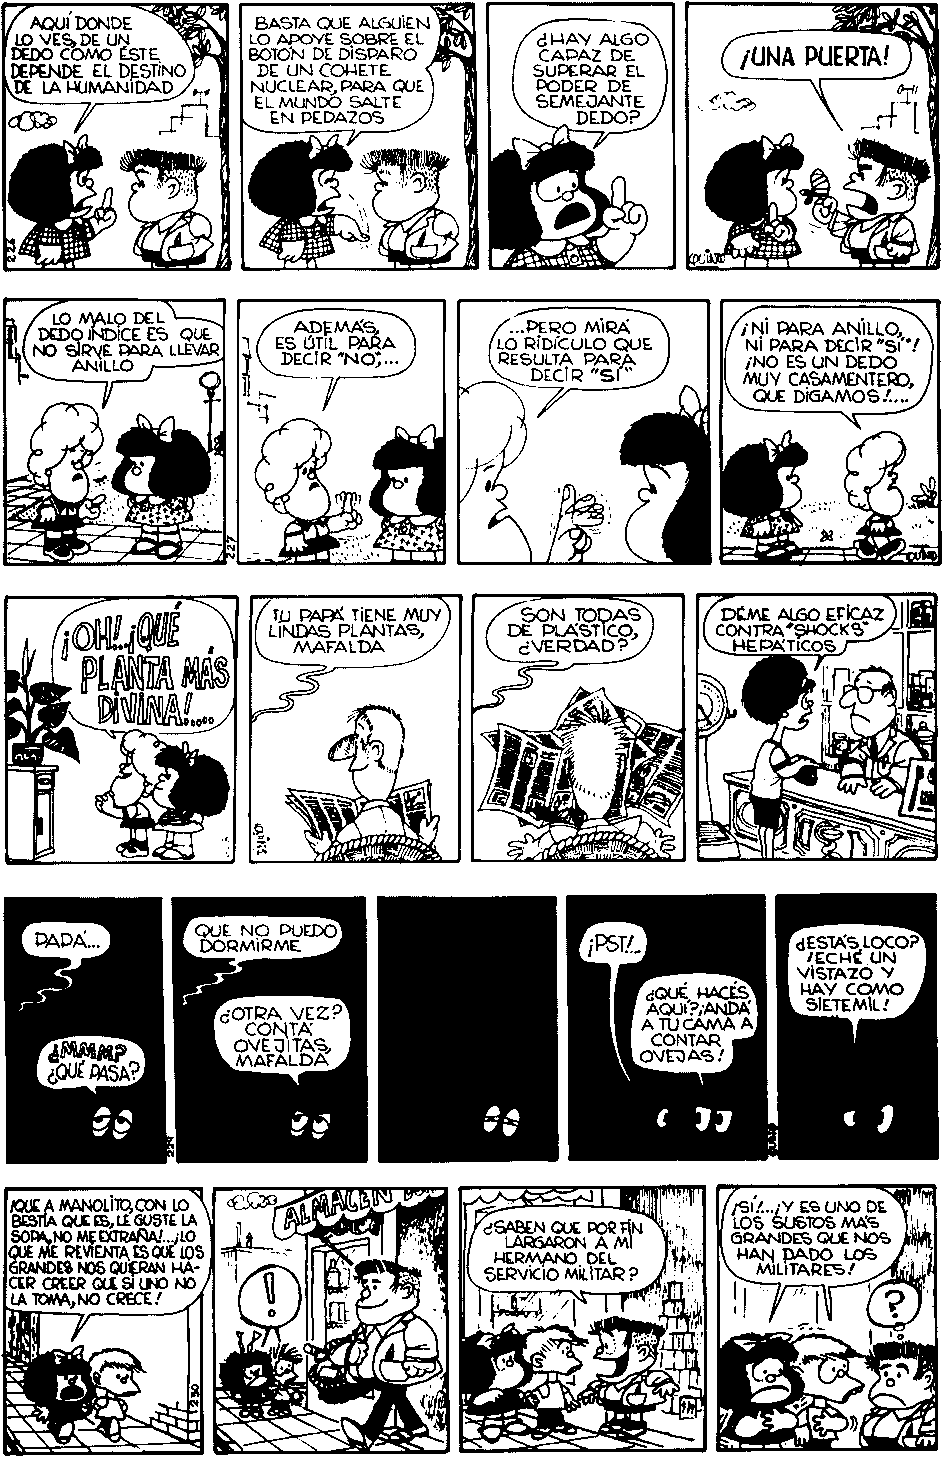 AQUÍ DONDE
LO VES, DE UN
DEDO COMO ÉSTE
DEPENDE EL DESTINO
DE LA HUMANIDAD
226
BASTA QUE ALGUIEN
LO APOYE SOBRE EL
BOTÓN DE DISPARO
DE UN COHETE
NUCLEAR, PARA QUE
EL MUNDO SALTE
EN PEDAZOS
¿HAY ALGO
CAPAZ DE
SUPERAR EL
PODER DE
SEMEJANTE
DEDO?
¡UNA PUERTA!
QUINO
LO MALO DEL
DEDO ÍNDICE ES QUE
NO SIRVE PARA LLEVAR
ANILLO
227
ADEMÁS,
ES ÚTIL PARA
DECIR "NO",...
...PERO MIRÁ
LO RIDÍCULO QUE
RESULTA PARA
DECIR "SÍ"
¡NI PARA ANILLO,
NI PARA DECIR "SÍ"!
¡NO ES UN DEDO
MUY CASAMENTERO,
QUE DIGAMOS!....
QUINO
¡OH!..¡QUÉ
PLANTA MÁS
DIVINA!.....
TU PAPÁ TIENE MUY
LINDAS PLANTAS,
MAFALDA
QUINO
SON TODAS
DE PLÁSTICO,
¿VERDAD?
DÉME ALGO EFICAZ
CONTRA "SHOCKS"
HEPÁTICOS
PAPÁ...
¿MMM?
¿QUÉ PASA?
QUE NO PUEDO
DORMIRME
¿OTRA VEZ?
CONTÁ
OVEJITAS,
MAFALDA
229
¡PST!..
¿QUÉ HACÉS
AQUÍ? ¡ANDÁ
A TU CAMA A
CONTAR
OVEJAS!
QUINO
¿ESTÁS LOCO?
¡ECHÉ UN
VISTAZO Y
HAY COMO
SIETEMIL!
¡QUE A MANOLITO, CON LO
BESTIA QUE ES, LE GUSTE LA
SOPA, NO ME EXTRAÑA!...¡LO
QUE ME REVIENTA ES QUE LOS
GRANDES NOS QUIERAN HA-
CER CREER QUE SI UNO NO
LA TOMA, NO CRECE!
230
ALMACEN
!
¿SABEN QUE POR FIN
LARGARON A MI
HERMANO DEL
SERVICIO MILITAR?
¡SÍ!...¡Y ES UNO DE
LOS SUSTOS MÁS
GRANDES QUE NOS
HAN DADO LOS
MILITARES!
?